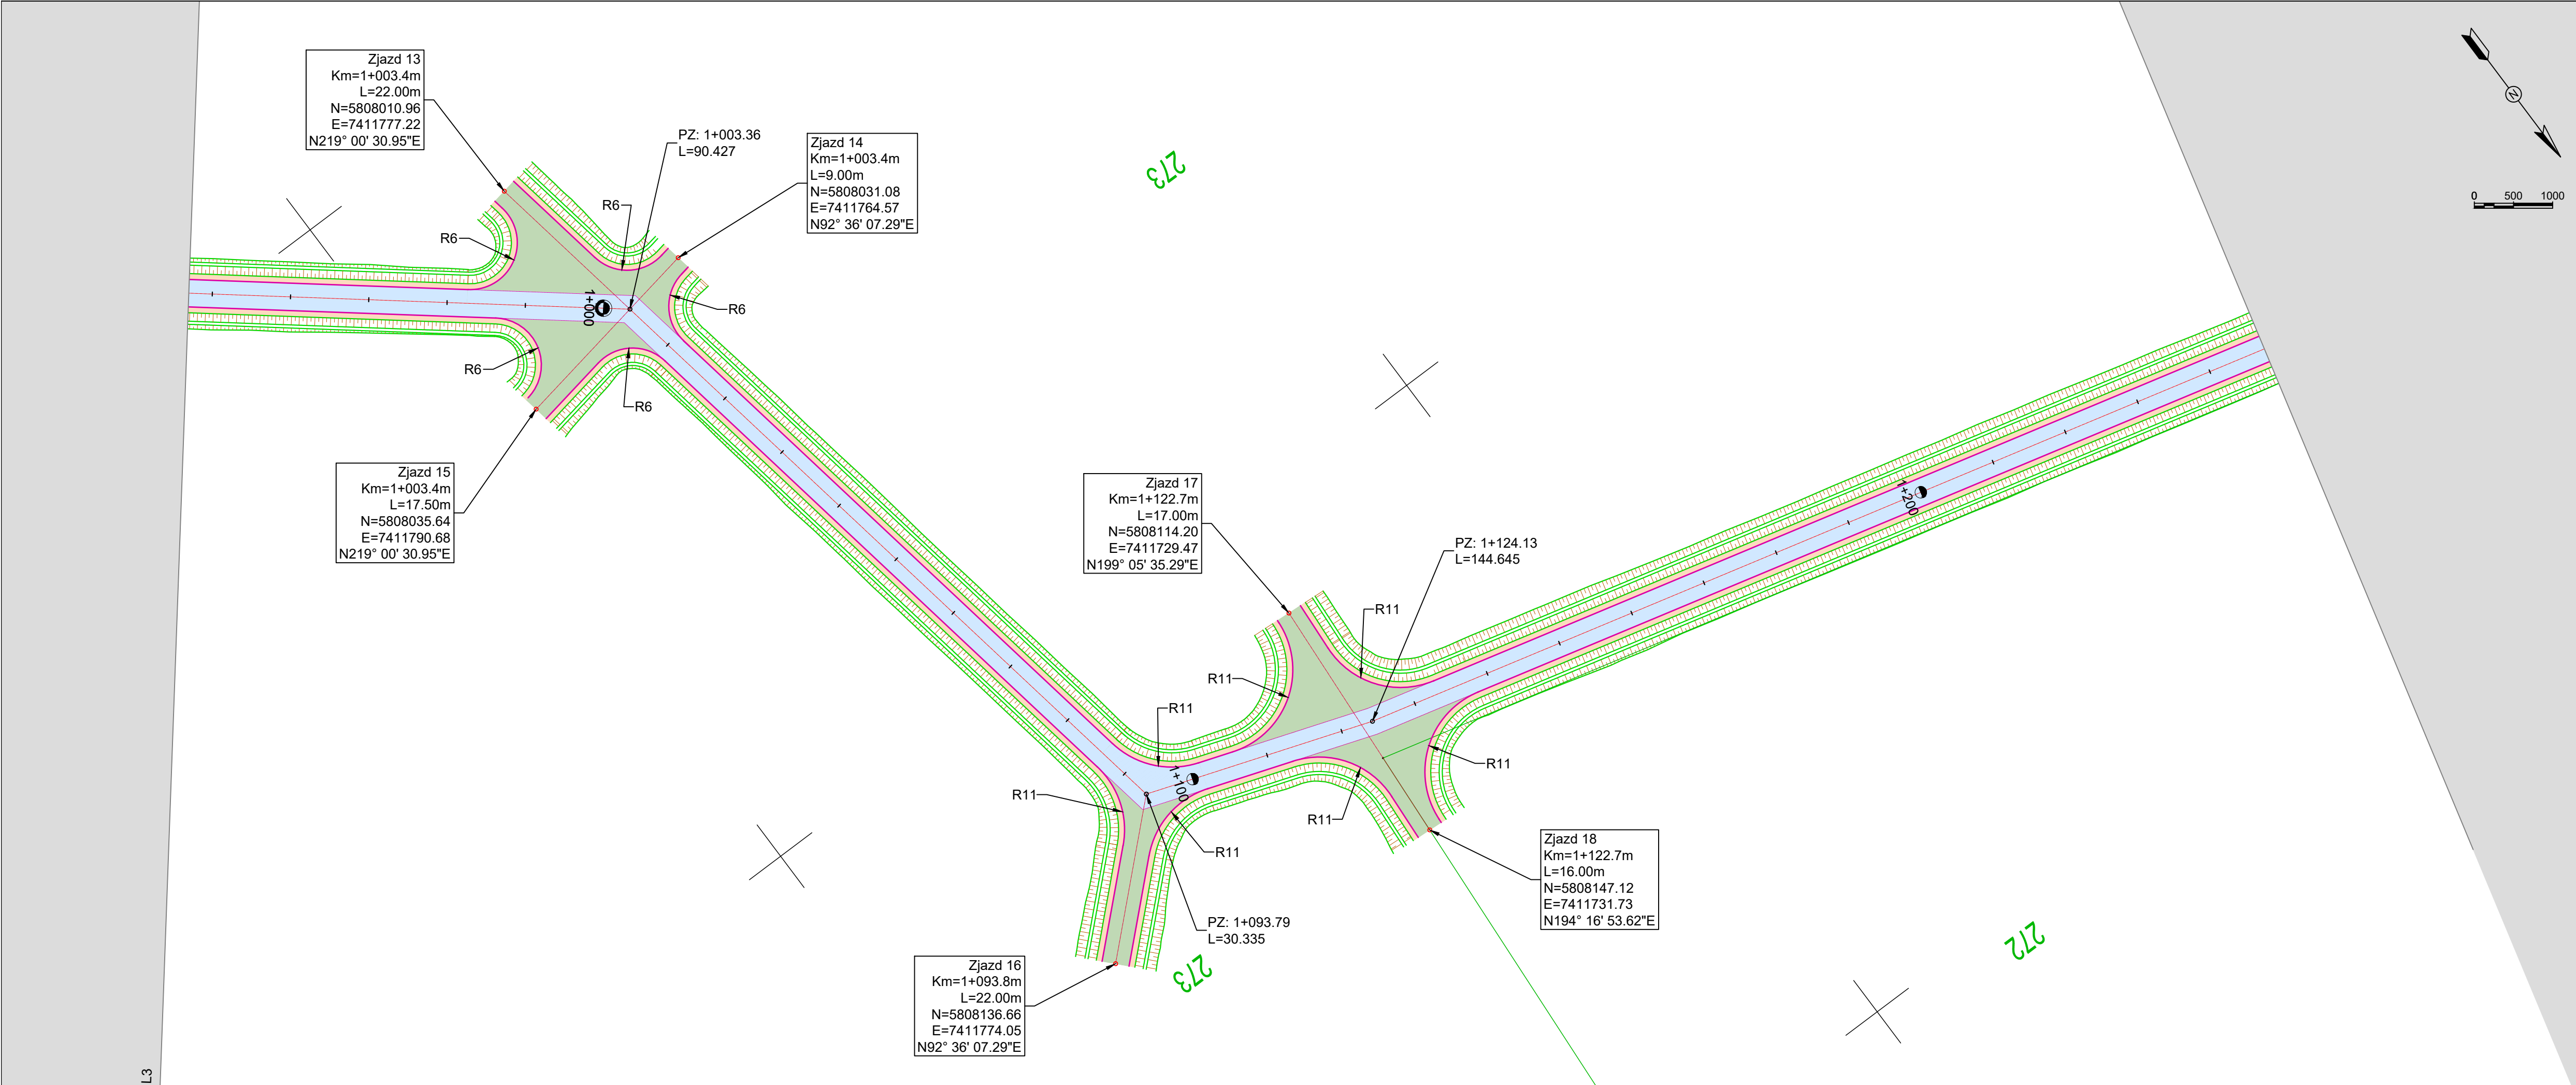 Zjazd 13
Km=1+003.4m
L=22.00m
N=5808010.96
E=7411777.22
N219° 00' 30.95"E
PZ: 1+003.36
L=90.427
Zjazd 14
Km=1+003.4m
L=9.00m
N=5808031.08
E=7411764.57
N92° 36' 07.29"E
273
N
0 500 1000
R6
R6
1+000
R6
R6
R6
Zjazd 15
Km=1+003.4m
L=17.50m
N=5808035.64
E=7411790.68
N219° 00' 30.95"E
Zjazd 17
Km=1+122.7m
L=17.00m
N=5808114.20
E=7411729.47
N199° 05' 35.29"E
PZ: 1+124.13
L=144.645
1+200
R11
R11
R11
R11
R11
R11
1+100
R11
Zjazd 18
Km=1+122.7m
L=16.00m
N=5808147.12
E=7411731.73
N194° 16' 53.62"E
PZ: 1+093.79
L=30.335
Zjazd 16
Km=1+093.8m
L=22.00m
N=5808136.66
E=7411774.05
N92° 36' 07.29"E
273
272
L3